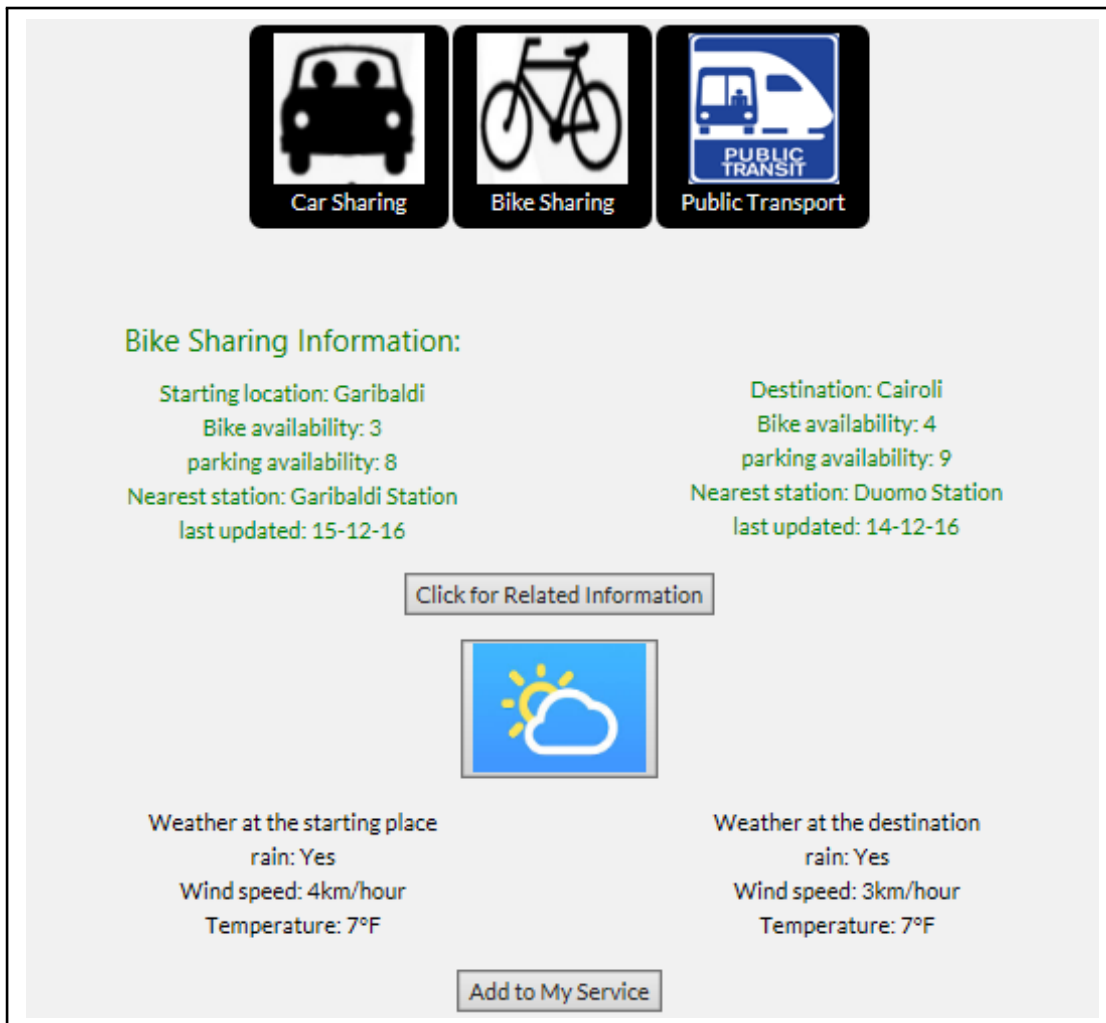 PUBLIC
TRANSIT
Car Sharing
Bike Sharing
Public Transport
Bike Sharing Information:
Starting location: Garibaldi
Bike availability: 3
parking availability: 8
Nearest station: Garibaldi Station
last updated: 15-12-16
Destination: Cairoli
Bike availability: 4
parking availability: 9
Nearest station: Duomo Station
last updated: 14-12-16
Click for Related Information
Weather at the starting place
rain: Yes
Wind speed: 4km/hour
Temperature: 7°F
Weather at the destination
rain: Yes
Wind speed: 3km/hour
Temperature: 7°F
Add to My Service